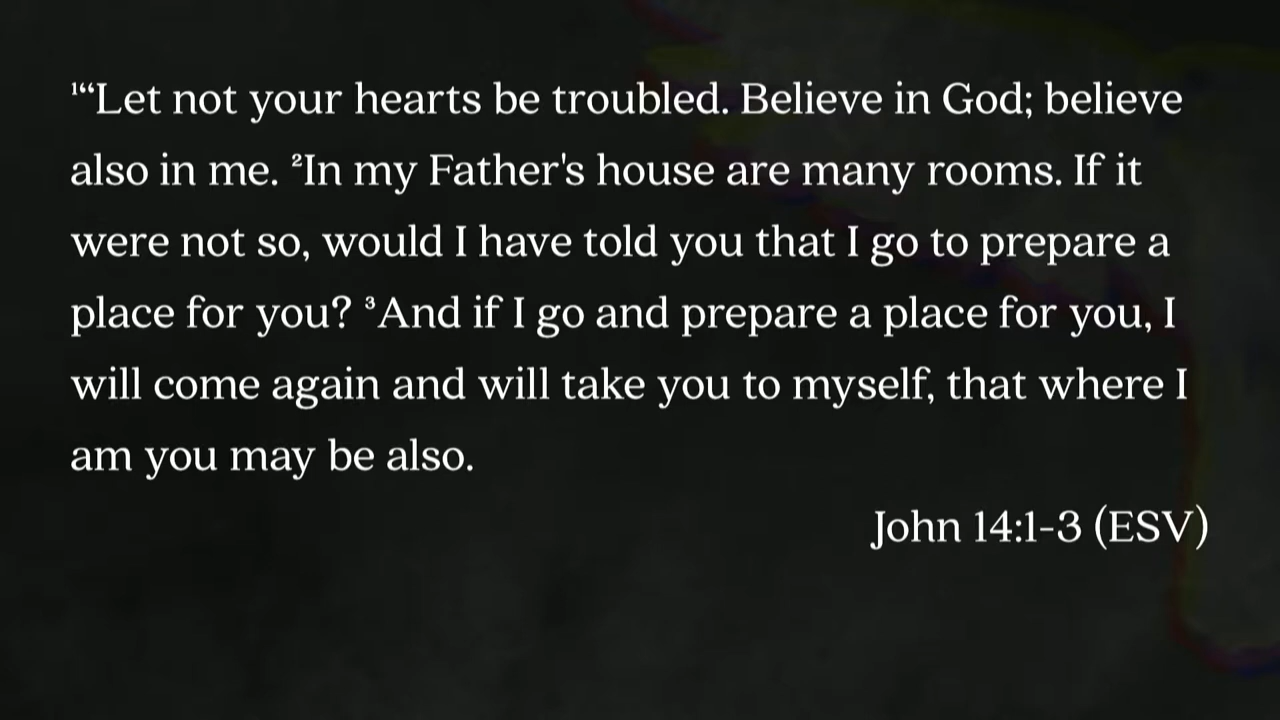 ¹“Let not your hearts be troubled. Believe in God; believe
also in me. ²In my Father's house are many rooms. If it
were not so, would I have told you that I go to prepare a
place for you? ³And if I go and prepare a place for you, I
will come again and will take you to myself, that where I
am you may be also.
John 14:1-3 (ESV)